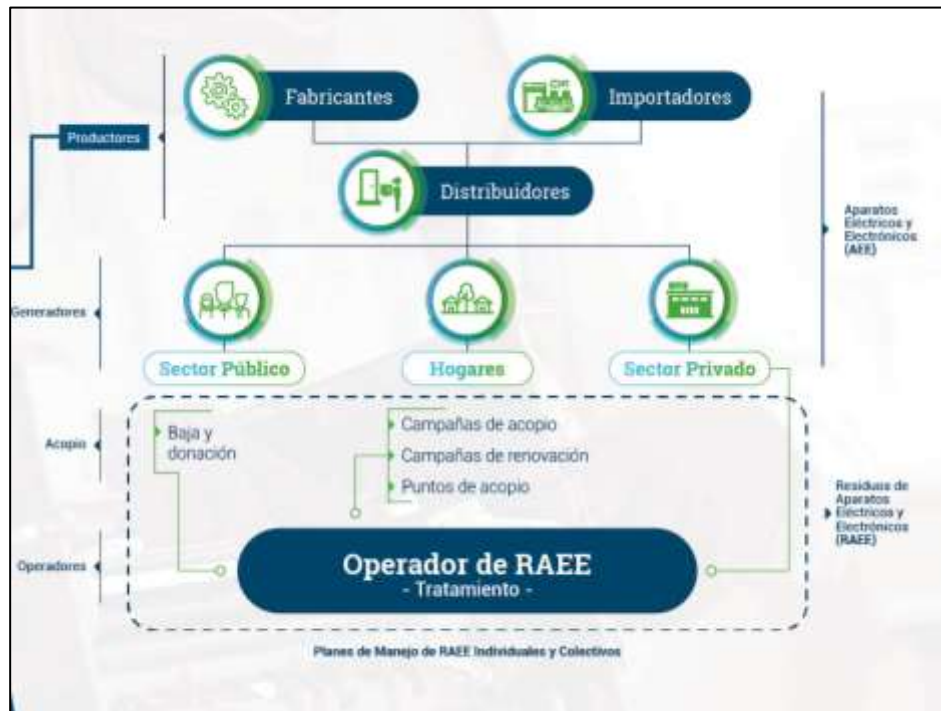 Fabricantes
Importadores
Productores
Distribuidores
Aparatos
Eléctricos y
Electrónicos
(AEE)
Generadores
Sector Público
Hogares
Sector Privado
Acopio
Baja y
donación
Campañas de acopio
Campañas de renovación
Puntos de acopio
Residuos de
Aparatos
Eléctricos y
Electrónicos
(RAEE)
Operadores
Operador de RAEE
- Tratamiento -
Planes de Manejo de RAEE Individuales y Colectivos